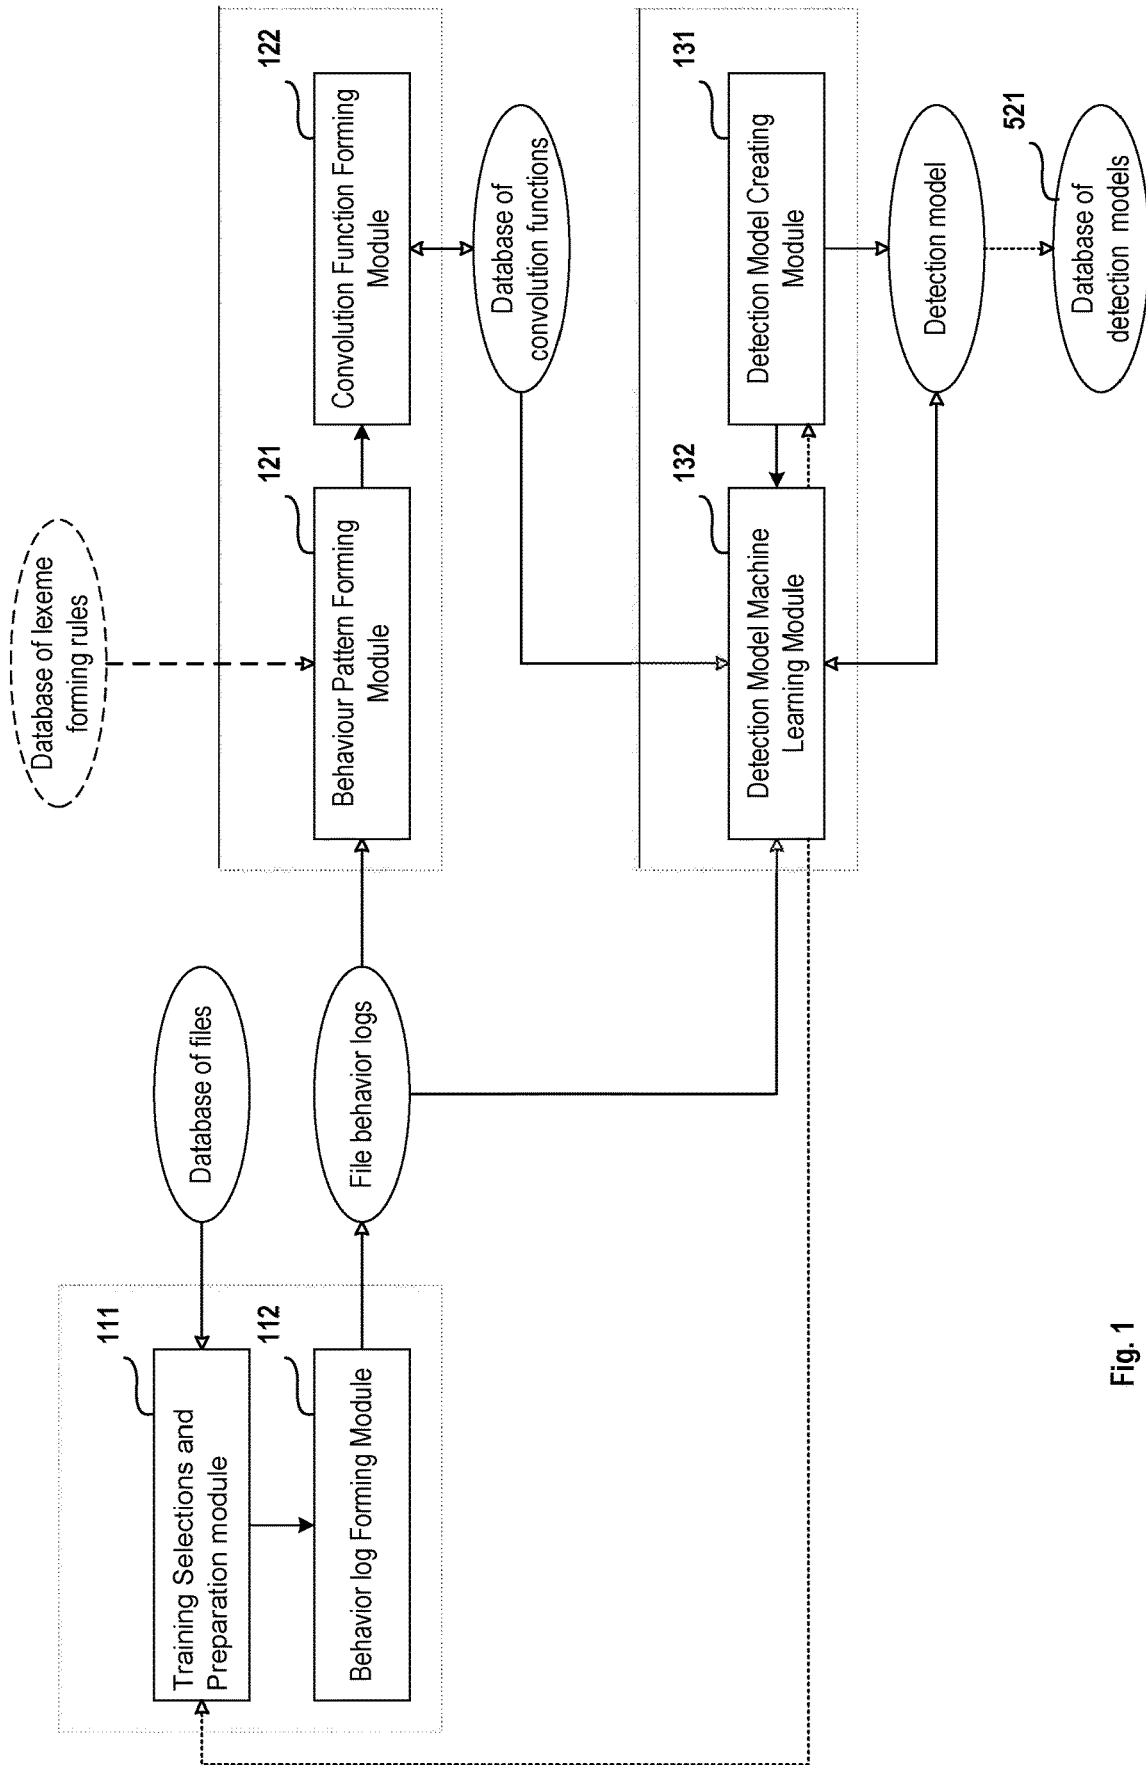 Database of lexeme
forming rules
122
Convolution Function Forming
Module
121
Behaviour Pattern Forming
Module
Database of
convolution functions
131
Detection Model Creating
Module
132
Detection Model Machine
Learning Module
Detection model
521
Database of
detection models
Database of files
File behavior logs
111
Training Selections and
Preparation module
112
Behavior log Forming Module
Fig. 1